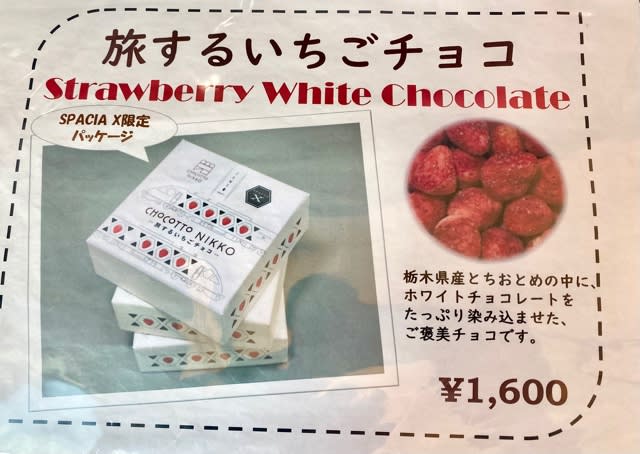 旅するいちごチョコ
Strawberry White Chocolate
SPACIA X限定
パッケージ
CHOCOTTO NIKKO
旅するいちごチョコ
栃木県産とちおとめの中に、
ホワイトチョコレートを
たっぷり染み込ませた、
ご褒美チョコです。
¥1,600